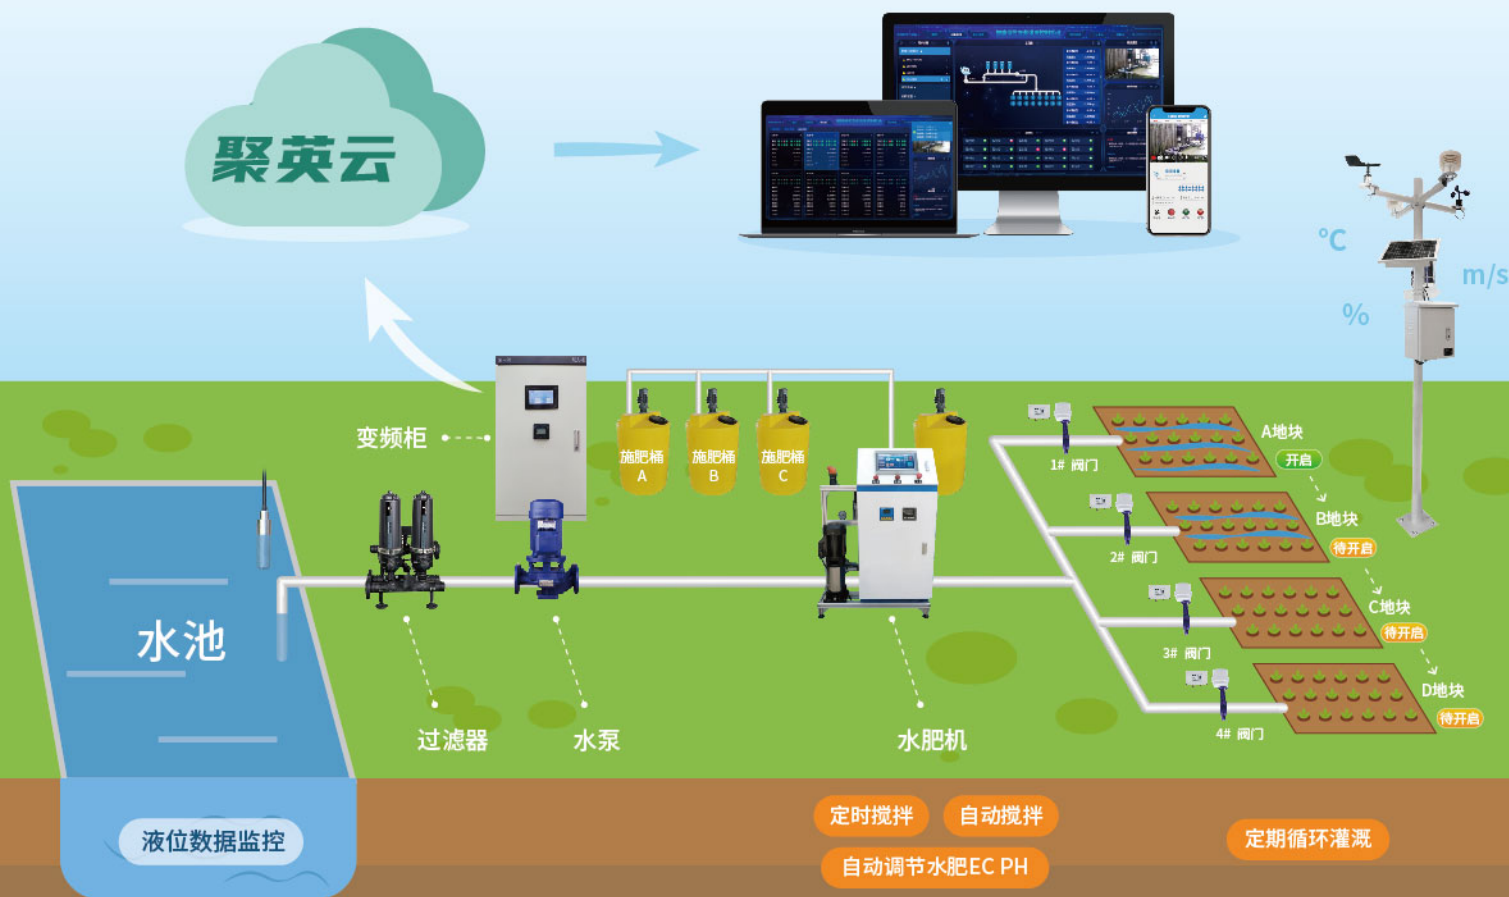 聚英云
°C
m/s
%
变频柜
施肥桶
A
施肥桶
B
施肥桶
C
1# 阀门
A地块
开启
2# 阀门
B地块
待开启
3# 阀门
C地块
待开启
4# 阀门
D地块
待开启
水池
过滤器
水泵
水肥机
液位数据监控
定时搅拌
自动搅拌
自动调节水肥EC PH
定期循环灌溉